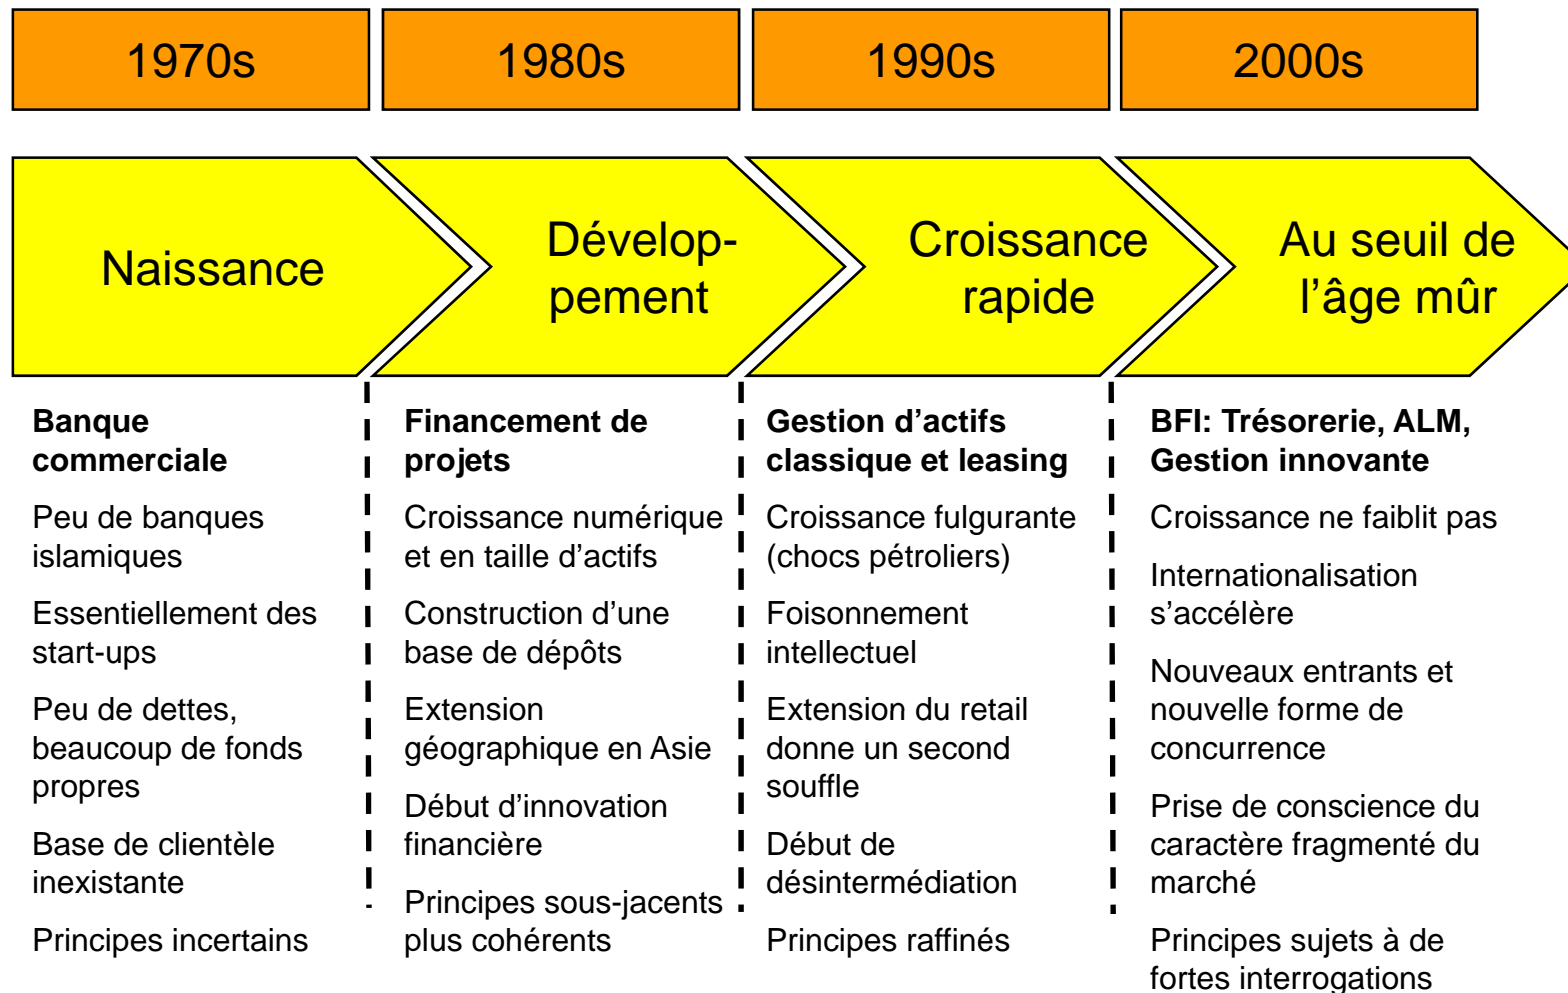 1970s
1980s
1990s
2000s
Naissance
Dévelop-
pement
Croissance
rapide
Au seuil de
l’âge mûr
Banque
commerciale
Peu de banques
islamiques
Essentiellement des
start-ups
Peu de dettes,
beaucoup de fonds
propres
Base de clientèle
inexistante
Principes incertains
Financement de
projets
Croissance numérique
et en taille d’actifs
Construction d’une
base de dépôts
Extension
géographique en Asie
Début d’innovation
financière
Principes sous-jacents
plus cohérents
Gestion d’actifs
classique et leasing
Croissance fulgurante
(chocs pétroliers)
Foisonnement
intellectuel
Extension du retail
donne un second
souffle
Début de
désintermédiation
Principes raffinés
BFI: Trésorerie, ALM,
Gestion innovante
Croissance ne faiblit pas
Internationalisation
s’accélère
Nouveaux entrants et
nouvelle forme de
concurrence
Prise de conscience du
caractère fragmenté du
marché
Principes sujets à de
fortes interrogations